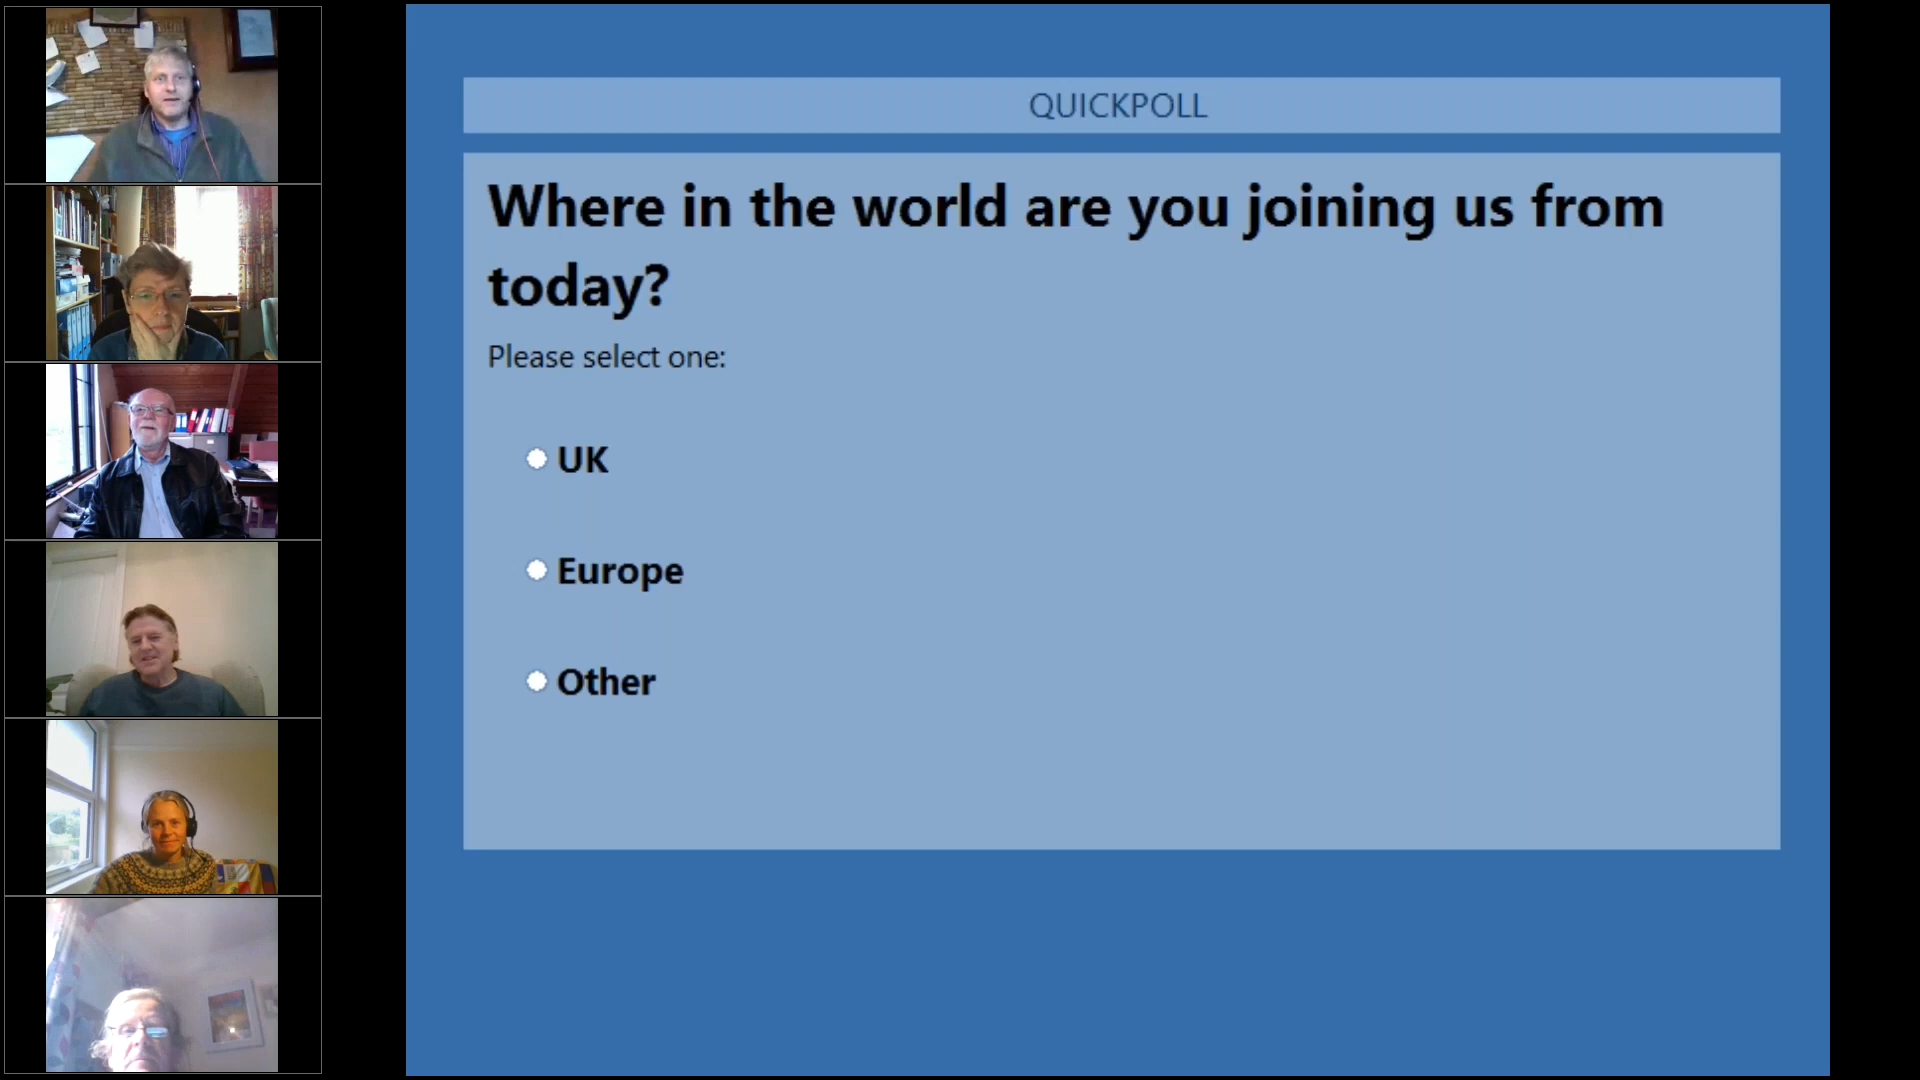 QUICKPOLL
Where in the world are you joining us from
today?
Please select one:
UK
Europe
Other